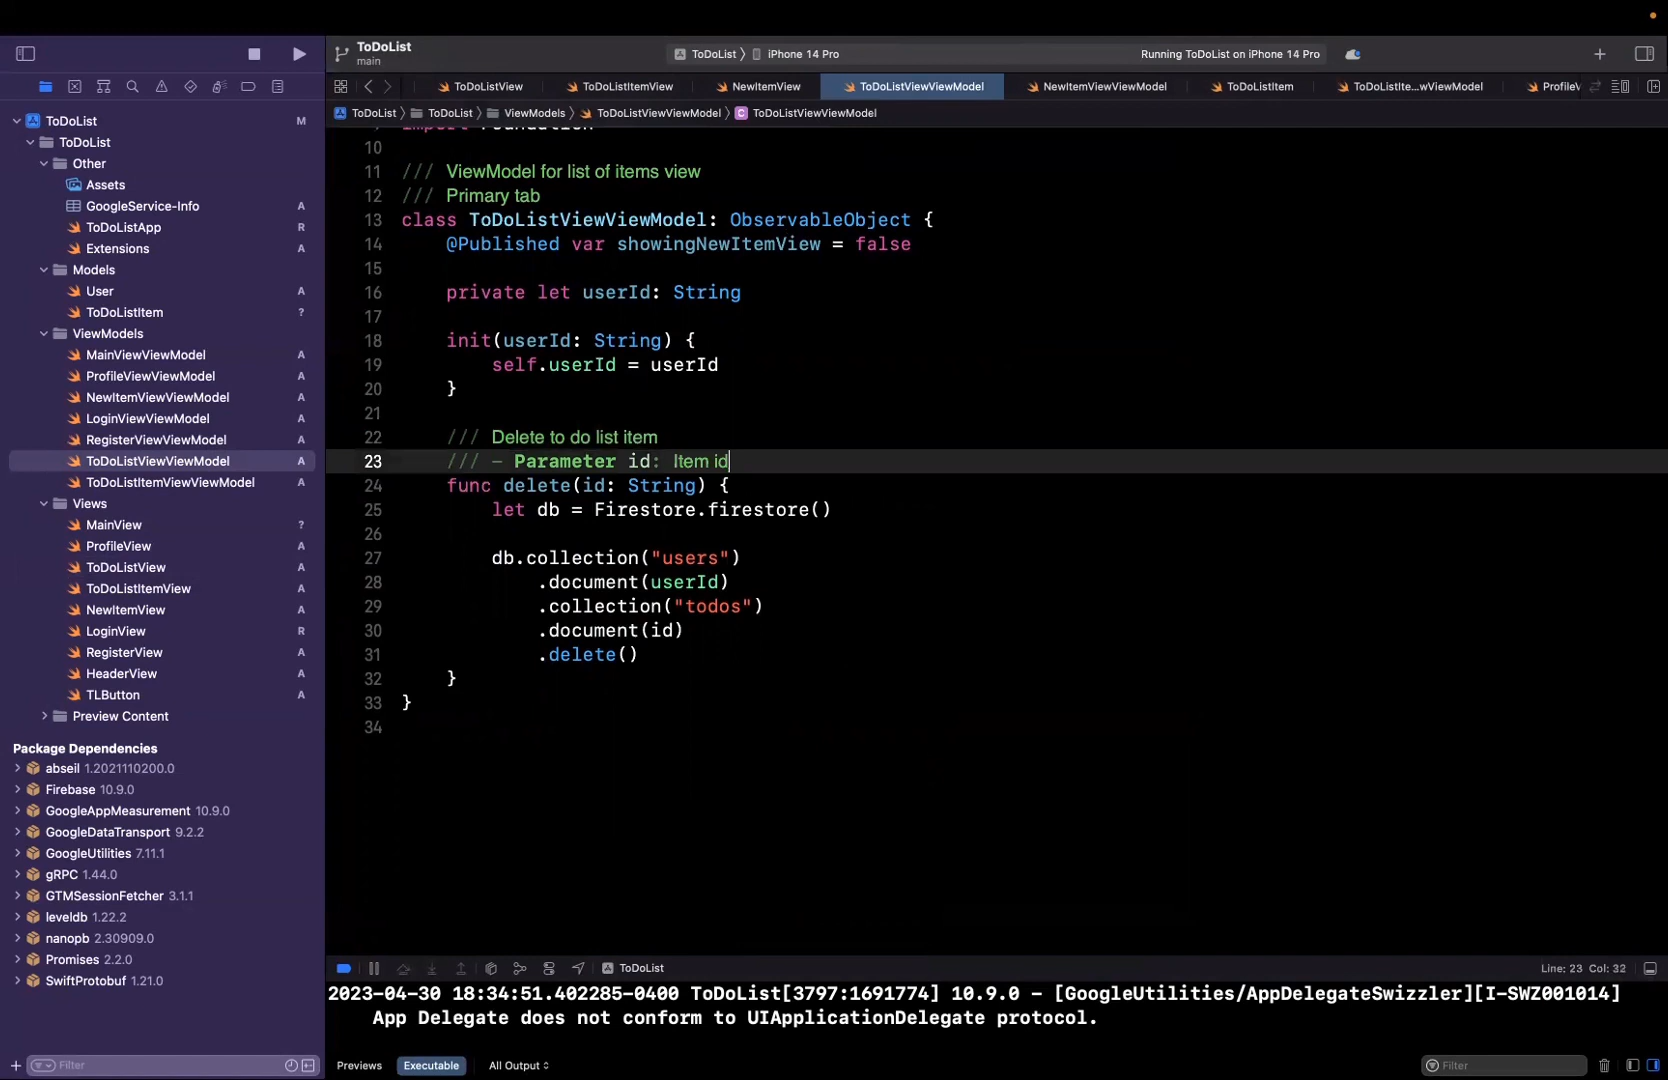 ToDoList
main
ToDoList 〉 iPhone 14 Pro
Running ToDoList on iPhone 14 Pro
ToDoListView
ToDoListItemView
NewItemView
ToDoListViewViewModel
NewItemViewViewModel
ToDoListItem
ToDoListIte...wViewModel
ProfileV
ToDoList 〉 ToDoList 〉 ViewModels 〉 ToDoListViewViewModel 〉 C ToDoListViewViewModel
ToDoList M
ToDoList
Other
Assets
GoogleService-Info A
ToDoListApp R
Extensions A
Models
User A
ToDoListItem ?
ViewModels
MainViewViewModel A
ProfileViewViewModel A
NewItemViewViewModel A
LoginViewViewModel A
RegisterViewViewModel A
ToDoListViewViewModel A
ToDoListItemViewViewModel A
Views
MainView ?
ProfileView A
ToDoListView A
ToDoListItemView A
NewItemView A
LoginView R
RegisterView A
HeaderView A
TLButton A
Preview Content
Package Dependencies
abseil 1.2021110200.0
Firebase 10.9.0
GoogleAppMeasurement 10.9.0
GoogleDataTransport 9.2.2
GoogleUtilities 7.11.1
gRPC 1.44.0
GTMSessionFetcher 3.1.1
leveldb 1.22.2
nanopb 2.30909.0
Promises 2.2.0
SwiftProtobuf 1.21.0
Filter
9 import Foundation
10
11 /// ViewModel for list of items view
12 /// Primary tab
13 class ToDoListViewViewModel: ObservableObject {
14 @Published var showingNewItemView = false
15
16 private let userId: String
17
18 init(userId: String) {
19 self.userId = userId
20 }
21
22 /// Delete to do list item
23 /// - Parameter id: Item id
24 func delete(id: String) {
25 let db = Firestore.firestore()
26
27 db.collection("users")
28 .document(userId)
29 .collection("todos")
30 .document(id)
31 .delete()
32 }
33 }
34
ToDoList
Line: 23 Col: 32
2023-04-30 18:34:51.402285-0400 ToDoList[3797:1691774] 10.9.0 - [GoogleUtilities/AppDelegateSwizzler][I-SWZ001014]
App Delegate does not conform to UIApplicationDelegate protocol.
Previews
Executable
All Output
Filter